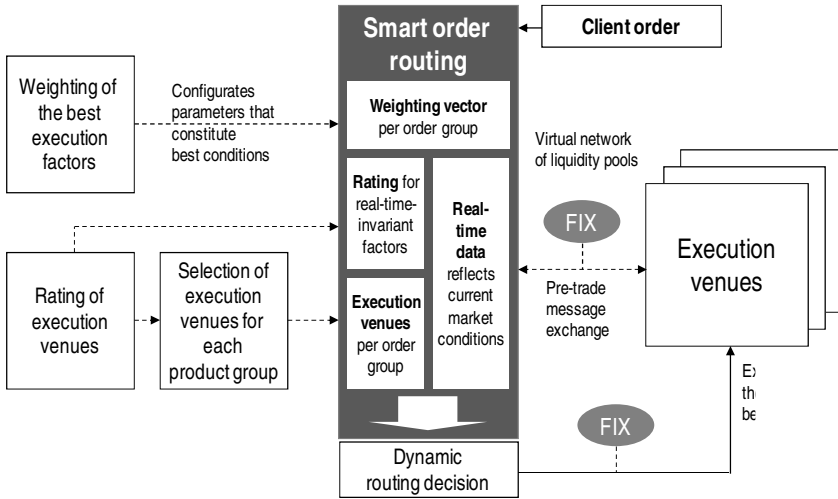 Smart order
routing
Client order
Weighting of
the best
execution
factors
Configurates
parameters that
constitute
best conditions
Weighting vector
per order group
Rating for
real-time-
invariant
factors
Real-
time
data
reflects
current
market
conditions
Execution
venues
per order
group
Virtual network
of liquidity pools
FIX
Pre-trade
message
exchange
Execution
venues
Rating of
execution
venues
Selection of
execution
venues for
each
product group
FIX
Dynamic
routing decision